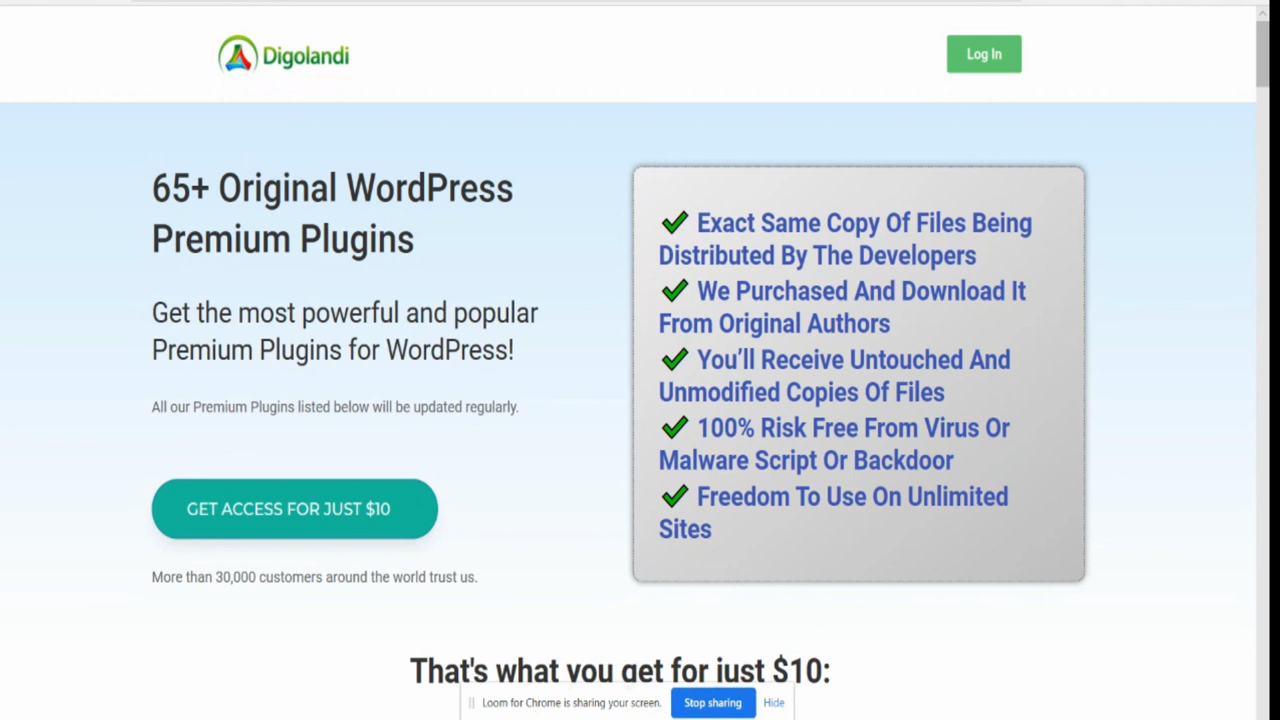 Digolandi
Log In
65+ Original WordPress
Premium Plugins
Get the most powerful and popular
Premium Plugins for WordPress!
All our Premium Plugins listed below will be updated regularly.
GET ACCESS FOR JUST $10
More than 30,000 customers around the world trust us.
✔ Exact Same Copy Of Files Being
Distributed By The Developers
✔ We Purchased And Download It
From Original Authors
✔ You’ll Receive Untouched And
Unmodified Copies Of Files
✔ 100% Risk Free From Virus Or
Malware Script Or Backdoor
✔ Freedom To Use On Unlimited
Sites
That's what you get for just $10:
Loom for Chrome is sharing your screen.
Stop sharing
Hide